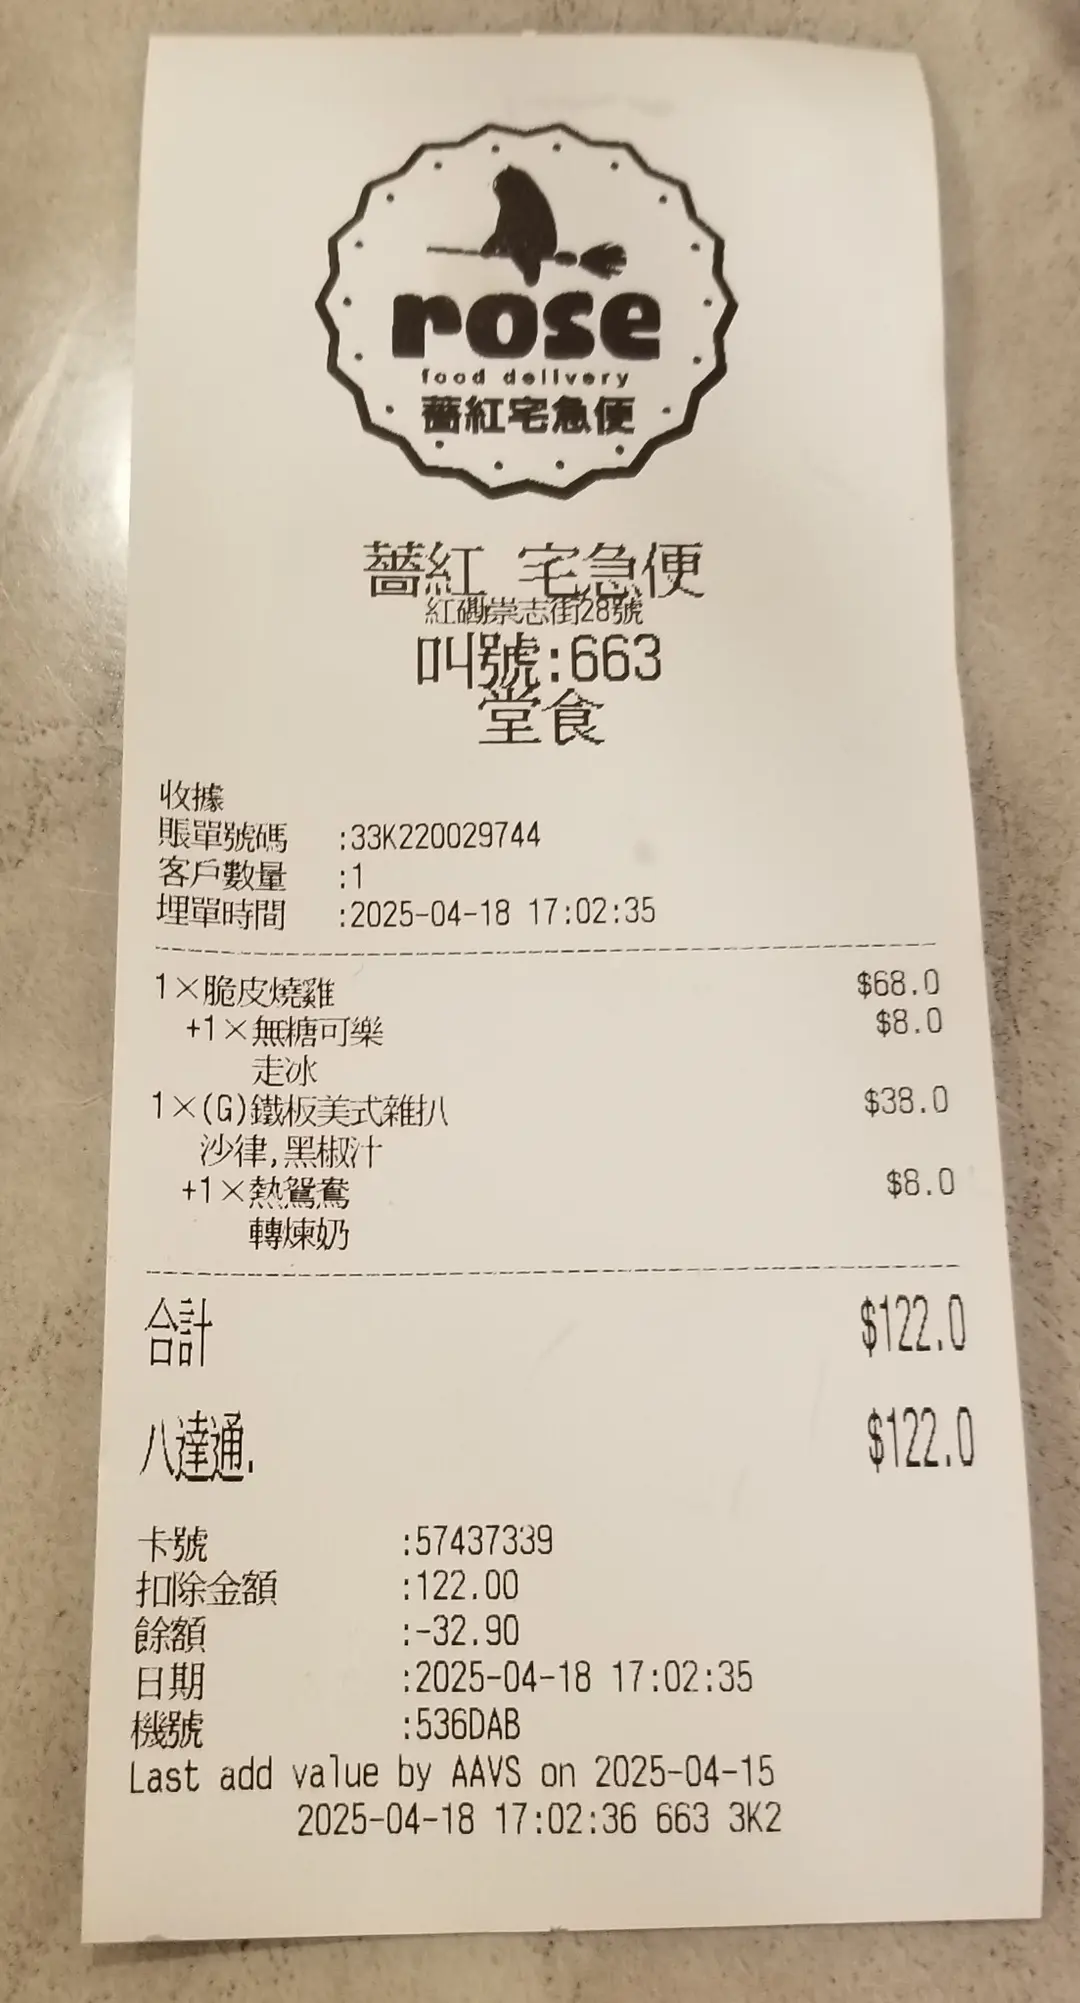 rose
food delivery
薔紅宅急便
薔紅 宅急便
紅磡崇志街28號
叫號:663
堂食
收據
賬單號碼 :33K220029744
客戶數量 :1
埋單時間 :2025-04-18 17:02:35
1×脆皮燒雞 $68.0
+1×無糖可樂 $8.0
走冰
1×(G)鐵板美式雜扒 $38.0
沙律,黑椒汁
+1×熱鴛鴦 $8.0
轉煉奶
合計 $122.0
八達通. $122.0
卡號 :57437339
扣除金額 :122.00
餘額 :-32.90
日期 :2025-04-18 17:02:35
機號 :536DAB
Last add value by AAVS on 2025-04-15
2025-04-18 17:02:36 663 3K2